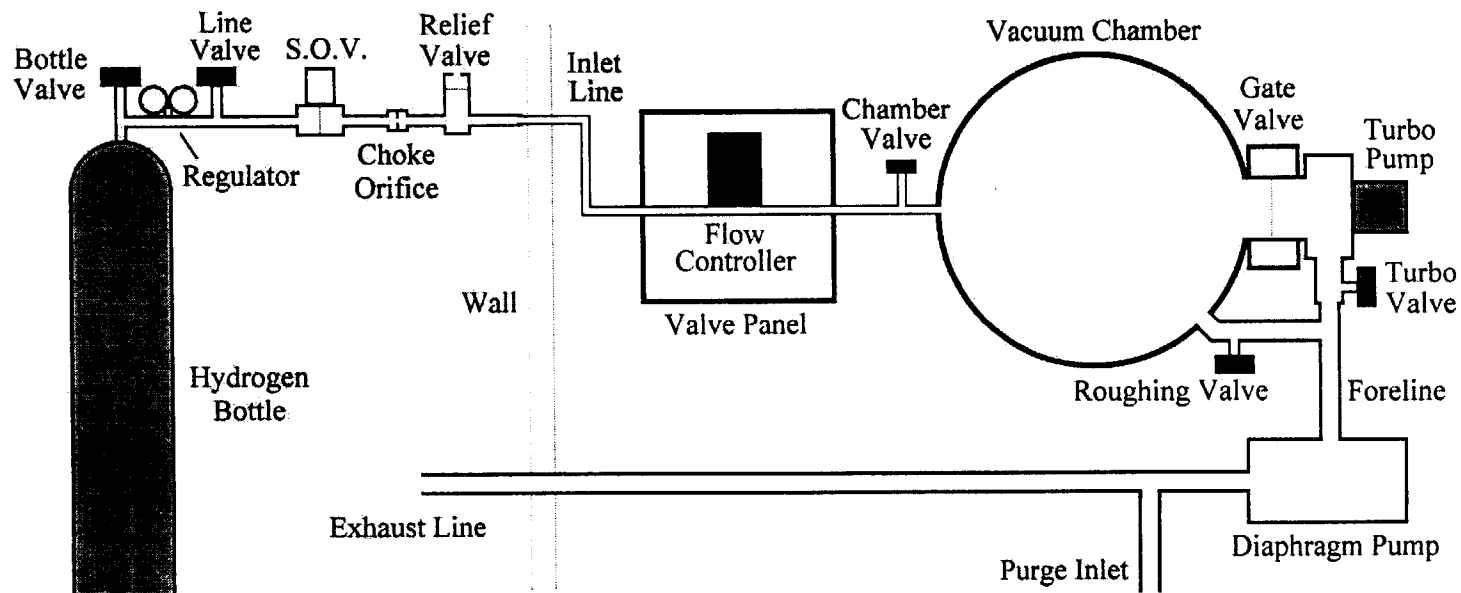 Bottle
Valve
Line
Valve
S.O.V.
Relief
Valve
Inlet
Line
Vacuum Chamber
Gate
Valve
Turbo
Pump
Chamber
Valve
Regulator
Choke
Orifice
Flow
Controller
Turbo
Valve
Wall
Valve Panel
Hydrogen
Bottle
Roughing Valve
Foreline
Exhaust Line
Diaphragm Pump
Purge Inlet